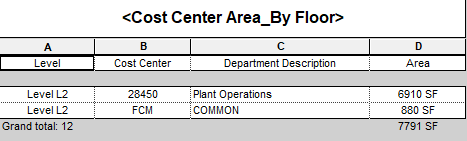 <Cost Center Area_By Floor>
A B C D
Level Cost Center Department Description Area
Level L2 28450 Plant Operations 6910 SF
Level L2 FCM COMMON 880 SF
Grand total: 12 7791 SF